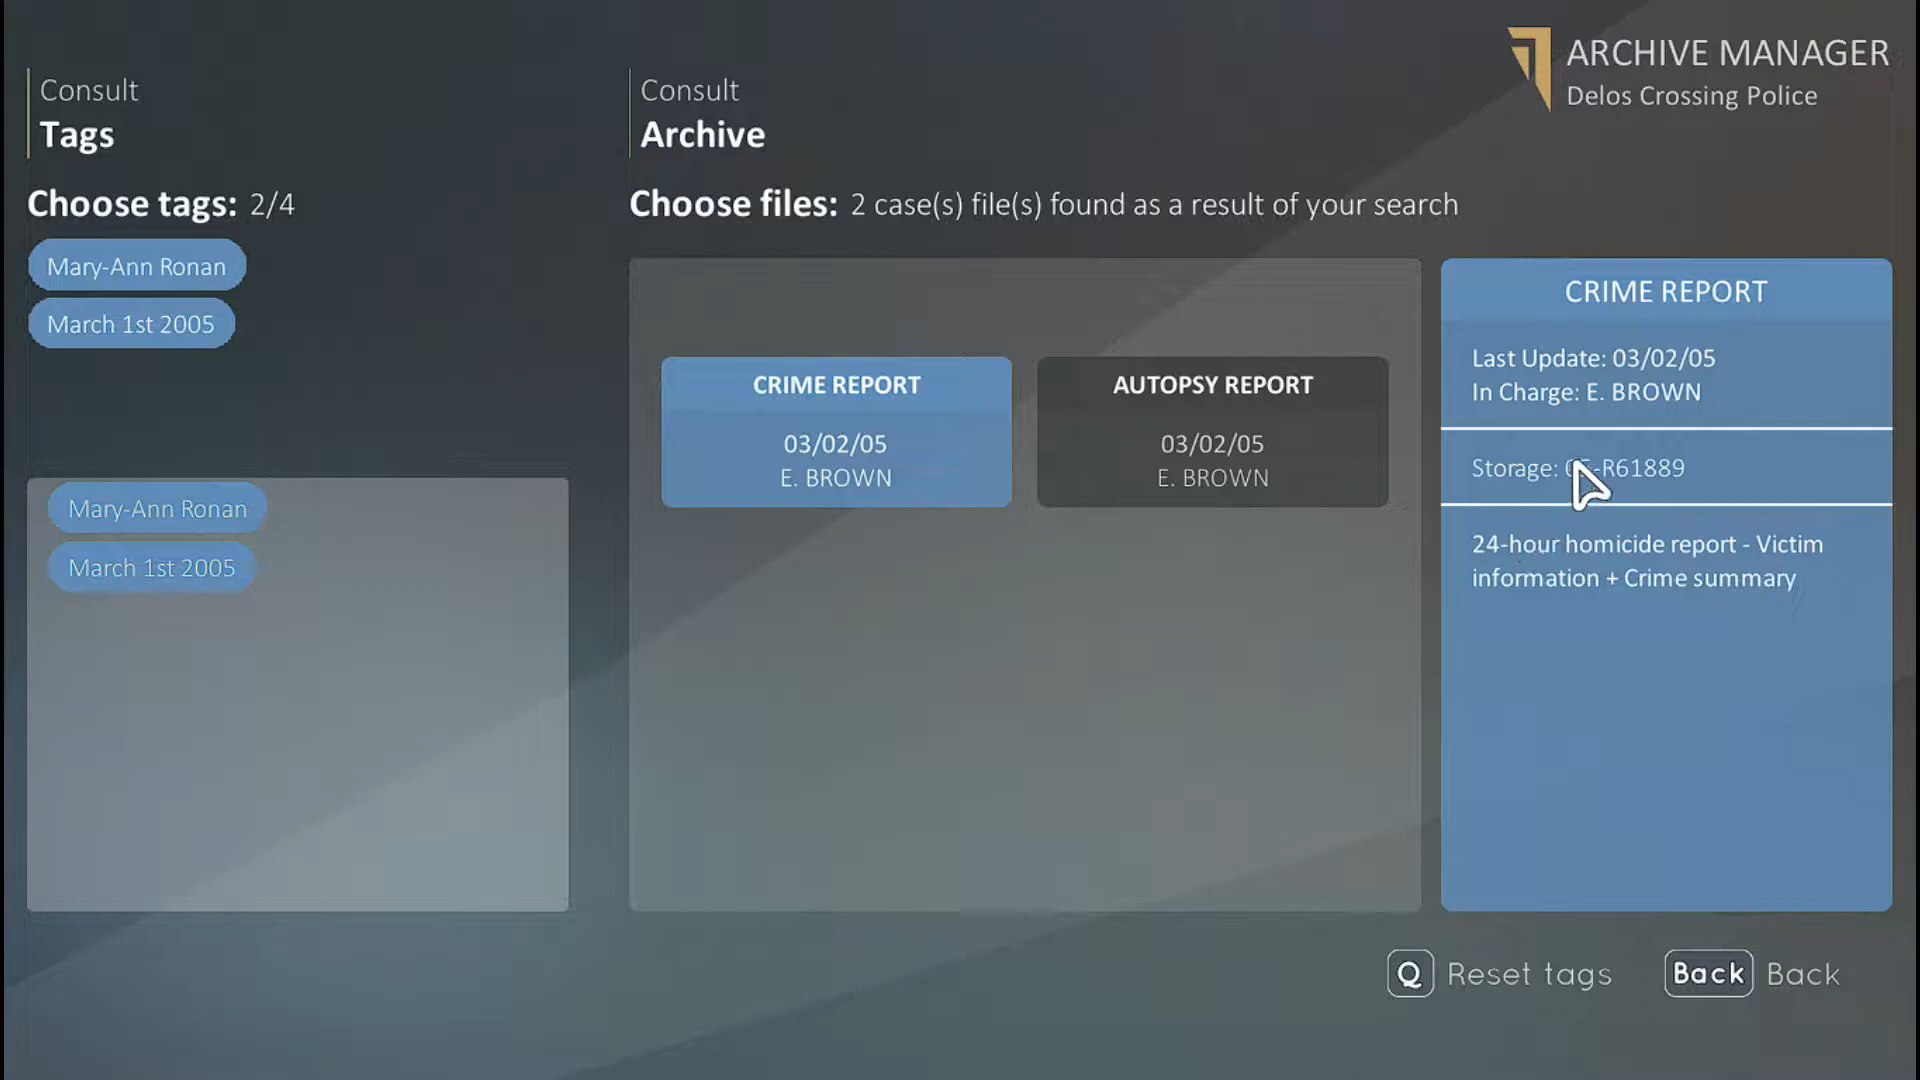 ARCHIVE MANAGER
Delos Crossing Police
Consult
Tags
Choose tags: 2/4
Mary-Ann Ronan
March 1st 2005
Mary-Ann Ronan
March 1st 2005
Consult
Archive
Choose files: 2 case(s) file(s) found as a result of your search
CRIME REPORT
03/02/05
E. BROWN
AUTOPSY REPORT
03/02/05
E. BROWN
CRIME REPORT
Last Update: 03/02/05
In Charge: E. BROWN
Storage:
24-hour homicide report - Victim
information + Crime summary
Q Reset tags
Back Back